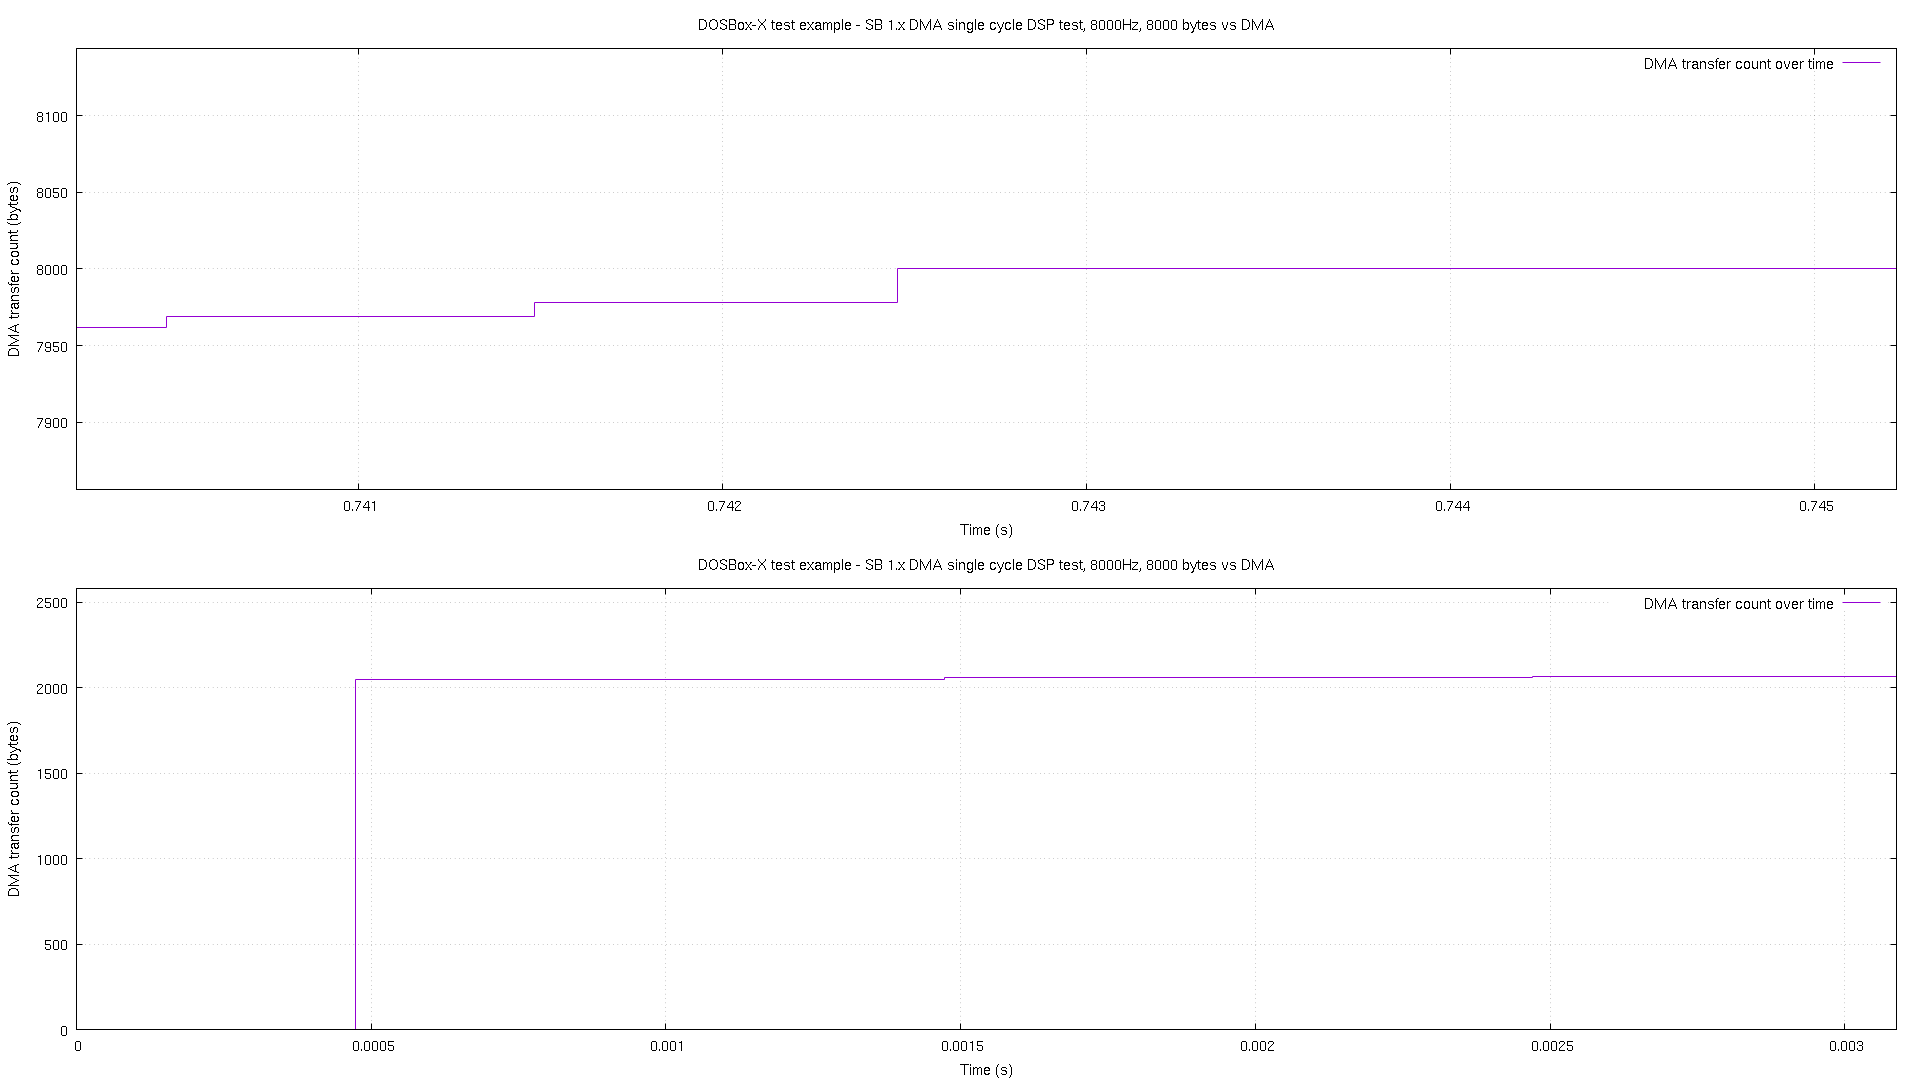 DOSBox-X test example - SB 1.x DMA single cycle DSP test, 8000Hz, 8000 bytes vs DMA
DMA transfer count over time
DMA transfer count (bytes)
8100
8050
8000
7950
7900
0.741
0.742
0.743
0.744
0.745
Time (s)
DOSBox-X test example - SB 1.x DMA single cycle DSP test, 8000Hz, 8000 bytes vs DMA
DMA transfer count over time
DMA transfer count (bytes)
2500
2000
1500
1000
500
0
0
0.0005
0.001
0.0015
0.002
0.0025
0.003
Time (s)